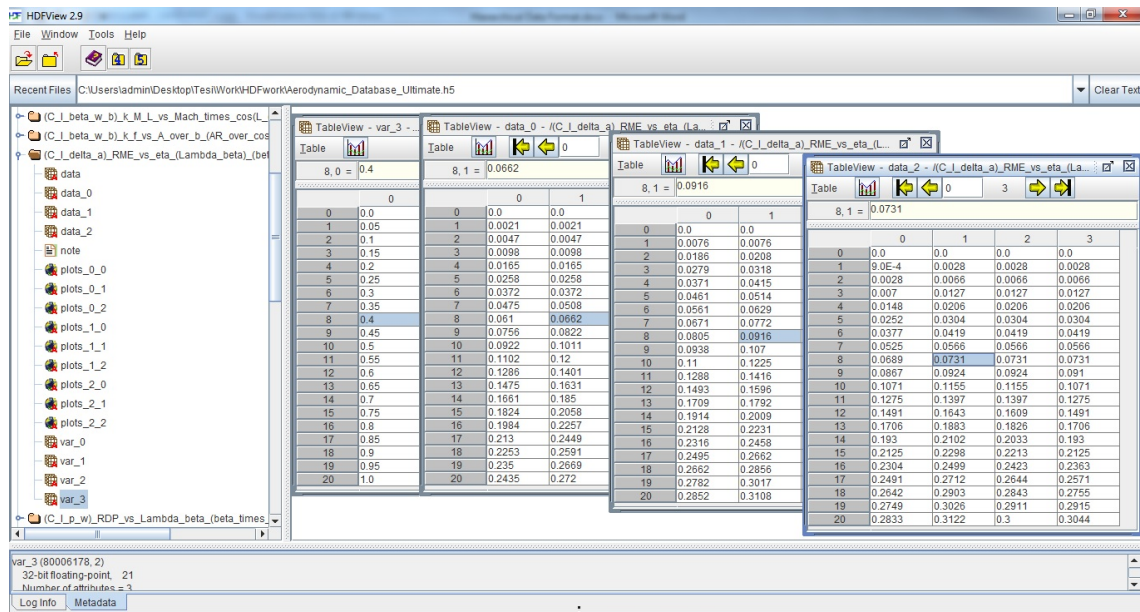 HDFView 2.9
File Window Tools Help
Recent Files C:\Users\admin\Desktop\Tesi\Work\HDFwork\Aerodynamic_Database_Ultimate.h5 Clear Text
(C_l_beta_w_b)_k_M_L_vs_Mach_times_cos(L_
(C_l_beta_w_b)_k_f_vs_A_over_b_(AR_over_cos
(C_l_delta_a)_RME_vs_eta_(Lambda_beta)_(bet
data
data_0
data_1
data_2
note
plots_0_0
plots_0_1
plots_0_2
plots_1_0
plots_1_1
plots_1_2
plots_2_0
plots_2_1
plots_2_2
var_0
var_1
var_2
var_3
(C_l_p_w)_RDP_vs_Lambda_beta_(beta_times_
TableView - var_3 - ...
Table
8, 0 = 0.4
0
0 0.0
1 0.05
2 0.1
3 0.15
4 0.2
5 0.25
6 0.3
7 0.35
8 0.4
9 0.45
10 0.5
11 0.55
12 0.6
13 0.65
14 0.7
15 0.75
16 0.8
17 0.85
18 0.9
19 0.95
20 1.0
TableView - data_0 - /(C_l_delta_a)_RME_vs_eta_(La...
Table 0
8, 1 = 0.0662
0 1
0 0.0 0.0
1 0.0021 0.0021
2 0.0047 0.0047
3 0.0098 0.0098
4 0.0165 0.0165
5 0.0258 0.0258
6 0.0372 0.0372
7 0.0475 0.0508
8 0.061 0.0662
9 0.0756 0.0822
10 0.0922 0.1011
11 0.1102 0.12
12 0.1286 0.1401
13 0.1475 0.1631
14 0.1661 0.185
15 0.1824 0.2058
16 0.1984 0.2257
17 0.213 0.2449
18 0.2253 0.2591
19 0.235 0.2669
20 0.2435 0.272
TableView - data_1 - /(C_l_delta_a)_RME_vs_eta_(L...
Table 0
8, 1 = 0.0916
0 1
0 0.0 0.0
1 0.0076 0.0076
2 0.0186 0.0208
3 0.0279 0.0318
4 0.0371 0.0415
5 0.0461 0.0514
6 0.0561 0.0629
7 0.0671 0.0772
8 0.0805 0.0916
9 0.0938 0.107
10 0.11 0.1225
11 0.1288 0.1416
12 0.1493 0.1596
13 0.1709 0.1792
14 0.1914 0.2009
15 0.2128 0.2231
16 0.2316 0.2458
17 0.2495 0.2662
18 0.2662 0.2856
19 0.2782 0.3017
20 0.2852 0.3108
TableView - data_2 - /(C_l_delta_a)_RME_vs_eta_(La...
Table 0 3
8, 1 = 0.0731
0 1 2 3
0 0.0 0.0 0.0 0.0
1 9.0E-4 0.0028 0.0028 0.0028
2 0.0028 0.0066 0.0066 0.0066
3 0.007 0.0127 0.0127 0.0127
4 0.0148 0.0206 0.0206 0.0206
5 0.0252 0.0304 0.0304 0.0304
6 0.0377 0.0419 0.0419 0.0419
7 0.0525 0.0566 0.0566 0.0566
8 0.0689 0.0731 0.0731 0.0731
9 0.0867 0.0924 0.0924 0.091
10 0.1071 0.1155 0.1155 0.1071
11 0.1275 0.1397 0.1397 0.1275
12 0.1491 0.1643 0.1609 0.1491
13 0.1706 0.1883 0.1826 0.1706
14 0.193 0.2102 0.2033 0.193
15 0.2125 0.2298 0.2213 0.2125
16 0.2304 0.2499 0.2423 0.2363
17 0.2491 0.2712 0.2644 0.2571
18 0.2642 0.2903 0.2843 0.2755
19 0.2749 0.3026 0.2911 0.2915
20 0.2833 0.3122 0.3 0.3044
var_3 (80006178, 2)
32-bit floating-point, 21
Number of attributes = 3
Log Info Metadata